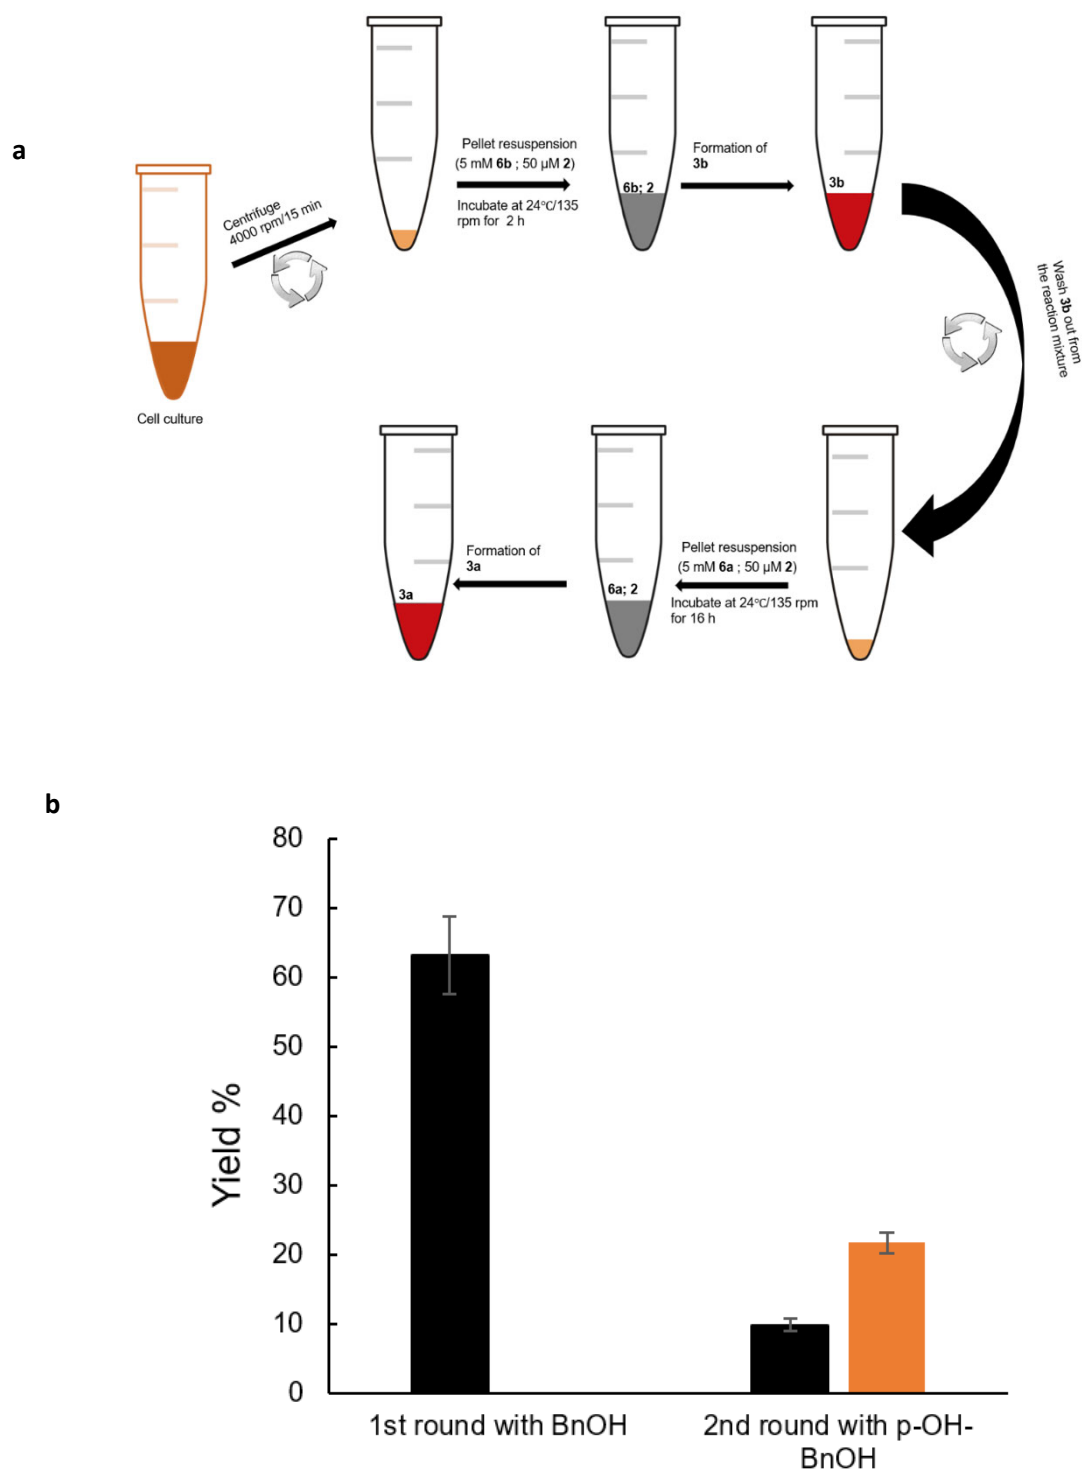 a
Centrifuge
4000 rpm/15 min
Cell culture
Pellet resuspension
(5 mM 6b ; 50 µM 2)
Incubate at 24℃/135
rpm for 2 h
6b; 2
Formation of
3b
3b
Wash 3b out from
the reaction mixture
Pellet resuspension
(5 mM 6a ; 50 µM 2)
Incubate at 24℃/135 rpm
for 16 h
6a; 2
Formation of
3a
3a
b
Yield %
80
70
60
50
40
30
20
10
0
1st round with BnOH
2nd round with p-OH-
BnOH